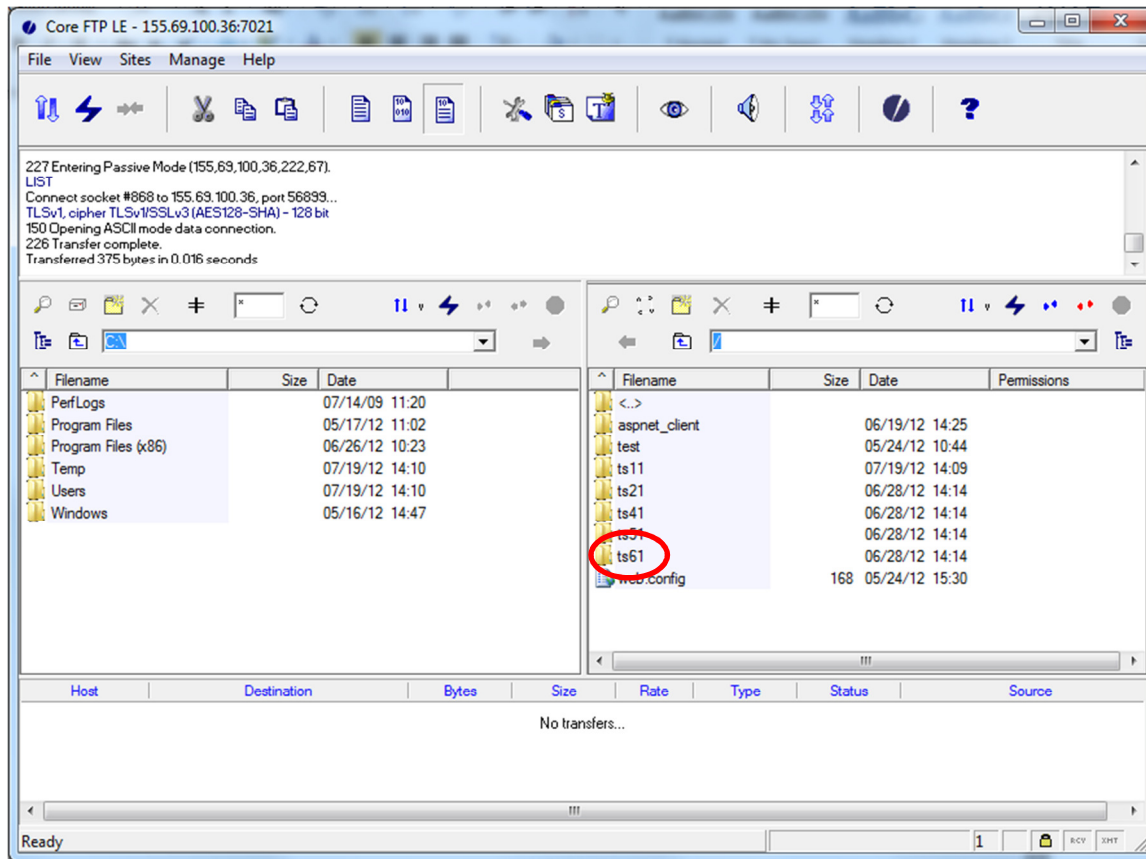 Core FTP LE - 155.69.100.36:7021
File View Sites Manage Help
227 Entering Passive Mode (155,69,100,36,222,67).
LIST
Connect socket #868 to 155.69.100.36, port 56899...
TLSv1, cipher TLSv1/SSLv3 (AES128-SHA) - 128 bit
150 Opening ASCII mode data connection.
226 Transfer complete.
Transferred 375 bytes in 0.016 seconds
C:\
/
Filename Size Date
PerfLogs 07/14/09 11:20
Program Files 05/17/12 11:02
Program Files (x86) 06/26/12 10:23
Temp 07/19/12 14:10
Users 07/19/12 14:10
Windows 05/16/12 14:47
Filename Size Date Permissions
<..>
aspnet_client 06/19/12 14:25
test 05/24/12 10:44
ts11 07/19/12 14:09
ts21 06/28/12 14:14
ts41 06/28/12 14:14
ts51 06/28/12 14:14
ts61 06/28/12 14:14
web.config 168 05/24/12 15:30
Host Destination Bytes Size Rate Type Status Source
No transfers...
Ready 1 RCV XMT